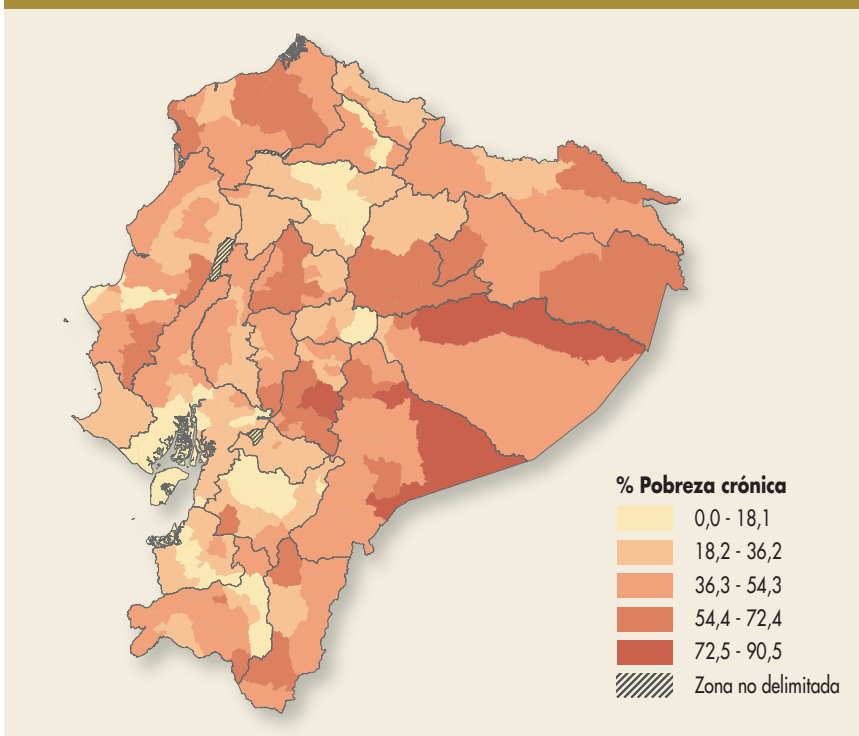 % Pobreza crónica
0,0 - 18,1
18,2 - 36,2
36,3 - 54,3
54,4 - 72,4
72,5 - 90,5
Zona no delimitada